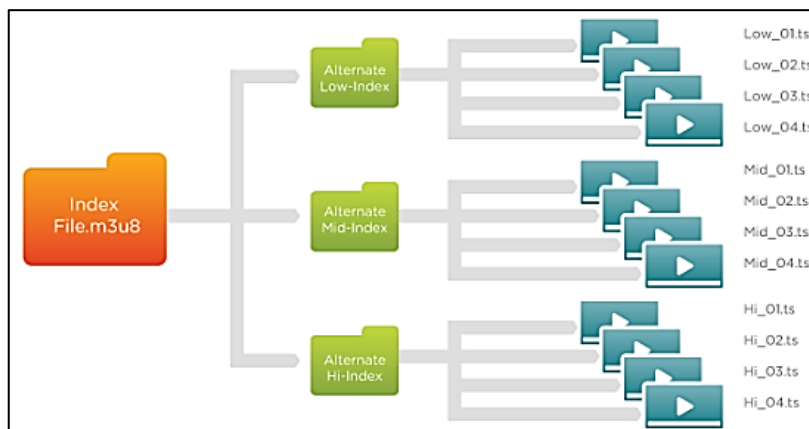 Index
File.m3u8
Alternate
Low-Index
Low_01.ts
Low_02.ts
Low_03.ts
Low_04.ts
Alternate
Mid-Index
Mid_01.ts
Mid_02.ts
Mid_03.ts
Mid_04.ts
Alternate
Hi-Index
Hi_01.ts
Hi_02.ts
Hi_03.ts
Hi_04.ts